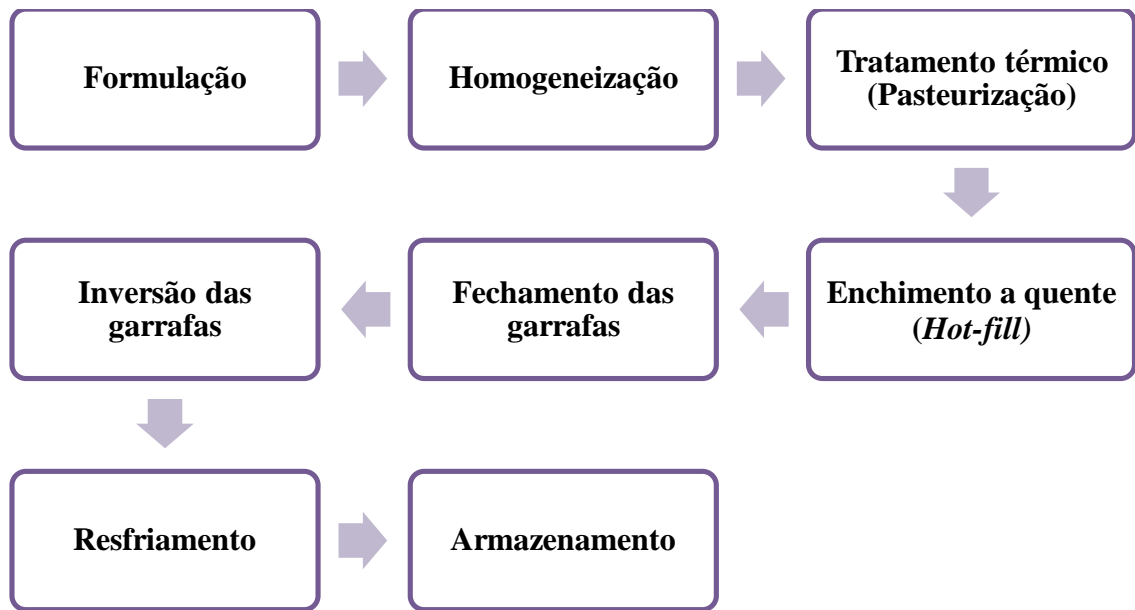 Formulação
Homogeneização
Tratamento térmico
(Pasteurização)
Enchimento a quente
(Hot-fill)
Fechamento das
garrafas
Inversão das
garrafas
Resfriamento
Armazenamento